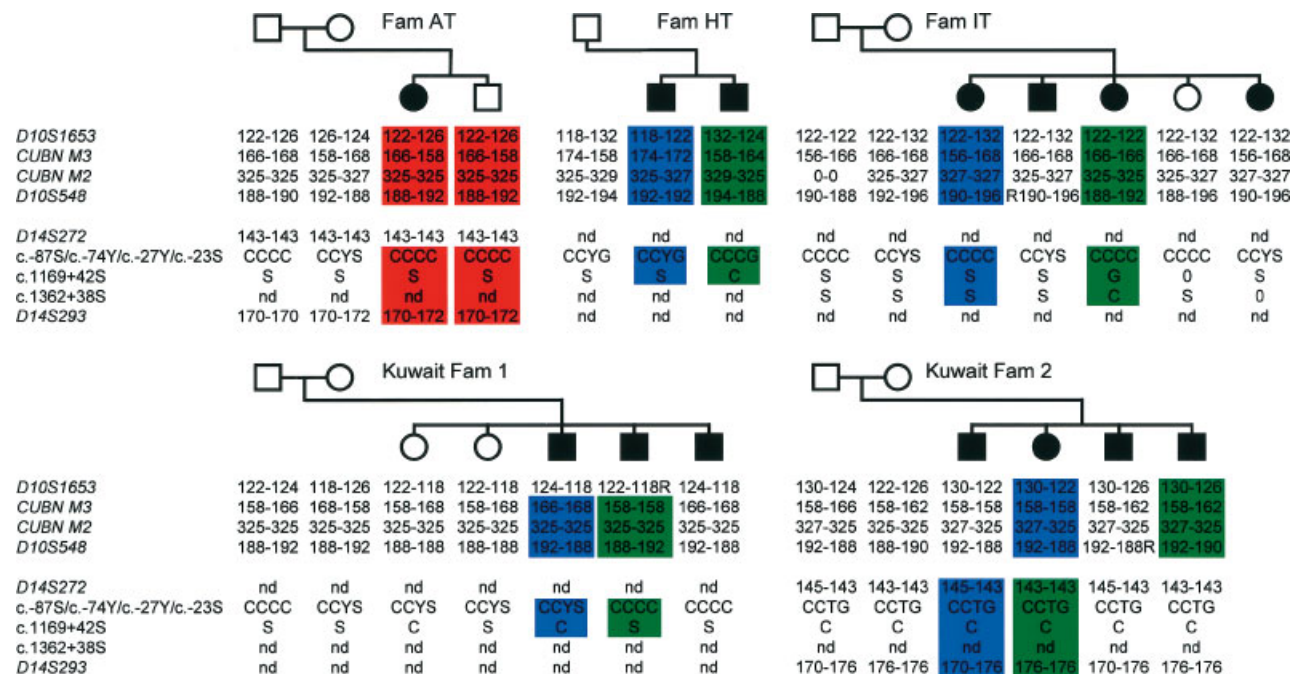 Fam AT Fam HT Fam IT
D10S1653 122-126 126-124 122-126 122-126 118-132 118-122 132-124 122-122 122-132 122-132 122-132 122-122 122-132 122-132
CUBN M3 166-168 158-168 166-158 166-158 174-158 174-172 158-164 156-166 166-168 156-168 166-168 166-166 166-168 156-168
CUBN M2 325-325 325-327 325-325 325-325 325-329 325-327 329-325 0-0 325-327 327-327 325-327 325-325 325-327 327-327
D10S548 188-190 192-188 188-192 188-192 192-194 192-192 194-188 190-188 192-196 190-196 R190-196 188-192 188-196 190-196
D14S272 143-143 143-143 143-143 143-143 nd nd nd nd nd nd nd nd nd nd
c.-87S/c.-74Y/c.-27Y/c.-23S CCCC CCYS CCCC CCCC CCYG CCYG CCCG CCCC CCYS CCCC CCYS CCCC CCCC CCYS
c.1169+42S S S S S S S C S S S S G 0 S
c.1362+38S nd nd nd nd nd nd nd S S S S C S 0
D14S293 170-170 170-172 170-172 170-172 nd nd nd nd nd nd nd nd nd nd
Kuwait Fam 1 Kuwait Fam 2
D10S1653 122-124 118-126 122-118 122-118 124-118 122-118R 124-118 130-124 122-126 130-122 130-122 130-126 130-126
CUBN M3 158-166 168-158 158-168 158-168 166-168 158-158 166-168 158-166 158-162 158-158 158-158 158-162 158-162
CUBN M2 325-325 325-325 325-325 325-325 325-325 325-325 325-325 327-325 325-325 327-325 327-325 327-325 327-325
D10S548 188-192 192-188 188-188 188-188 192-188 188-192 192-188 192-188 188-190 192-188 192-188 192-188R 192-190
D14S272 nd nd nd nd nd nd nd 145-143 143-143 145-143 143-143 145-143 143-143
c.-87S/c.-74Y/c.-27Y/c.-23S CCCC CCYS CCYS CCYS CCYS CCCC CCCC CCTG CCTG CCTG CCTG CCTG CCTG
c.1169+42S S S C S C S S C C C C C C
c.1362+38S nd nd nd nd nd nd nd nd nd nd nd nd nd
D14S293 nd nd nd nd nd nd nd 170-176 176-176 170-176 176-176 170-176 176-176